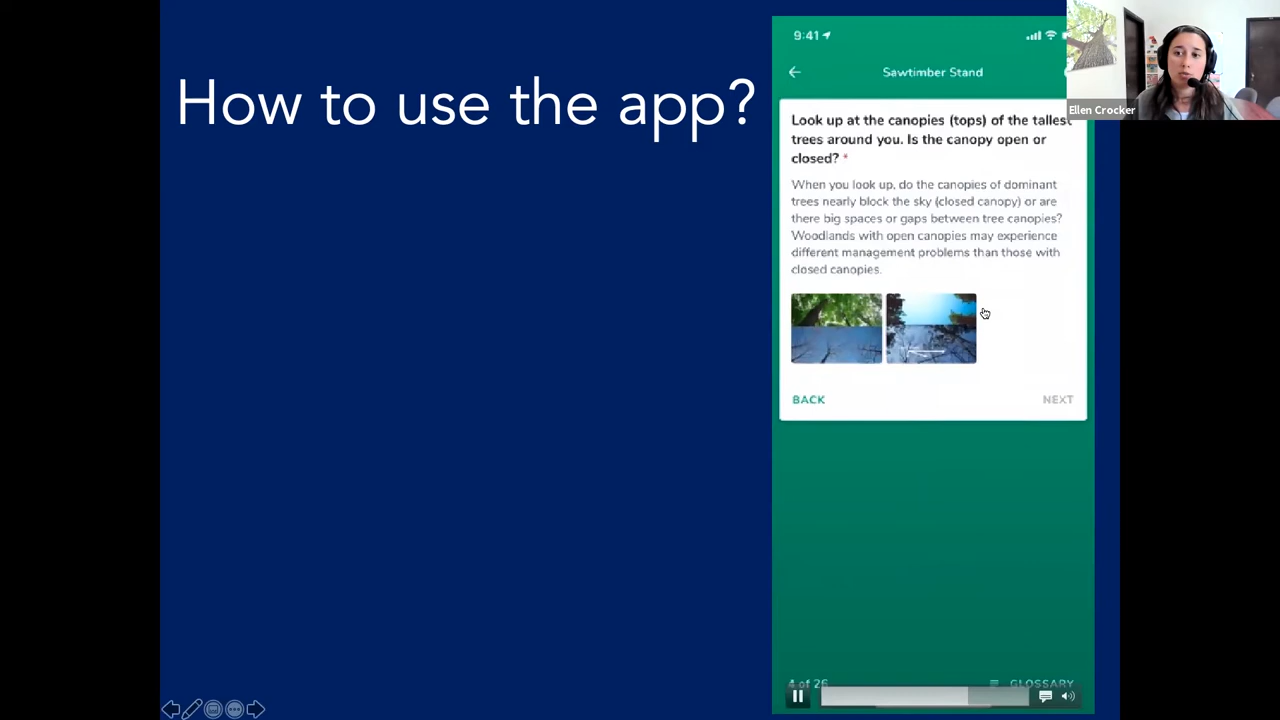 How to use the app?
9:41
Sawtimber Stand
Ellen Crocker
Look up at the canopies (tops) of the tallest
trees around you. Is the canopy open or
closed? *
When you look up, do the canopies of dominant
trees nearly block the sky (closed canopy) or are
there big spaces or gaps between tree canopies?
Woodlands with open canopies may experience
different management problems than those with
closed canopies.
BACK
NEXT
4 of 26
GLOSSARY